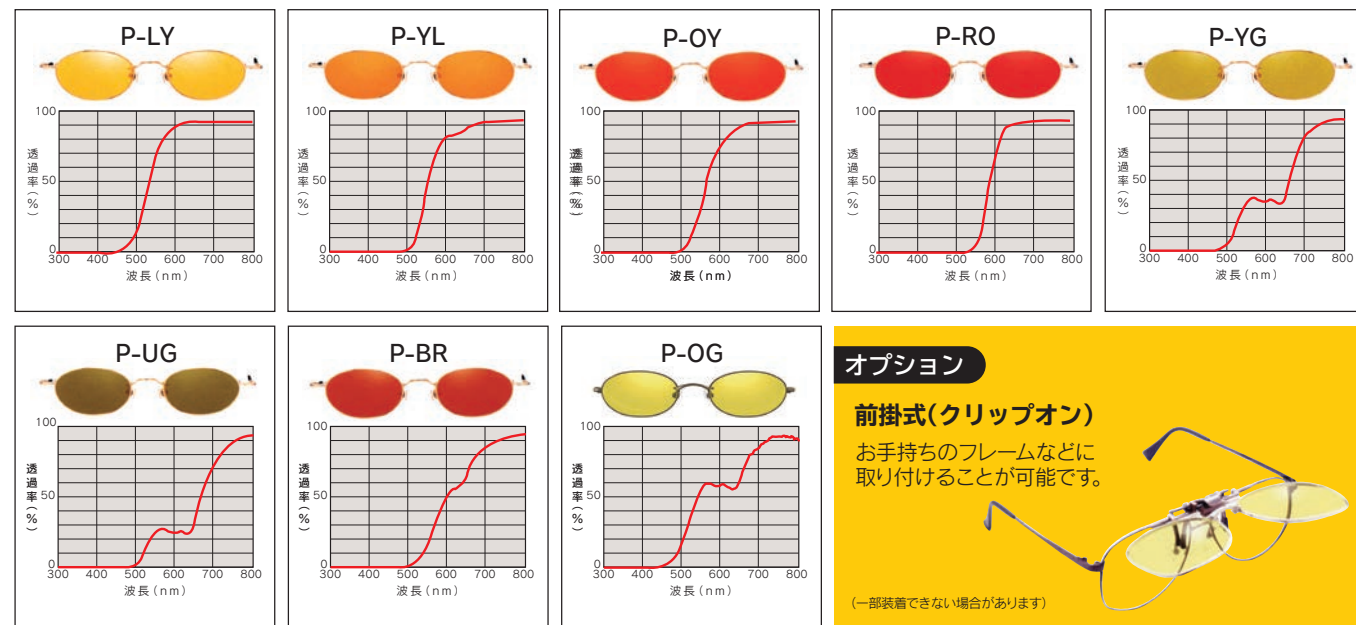 P-LY
100
50
0
透過率(%)
300 400 500 600 700 800
波長(nm)
P-YL
100
50
0
透過率(%)
300 400 500 600 700 800
波長(nm)
P-OY
100
50
0
透過率(%)
300 400 500 600 700 800
波長(nm)
P-RO
100
50
0
透過率(%)
300 400 500 600 700 800
波長(nm)
P-YG
100
50
0
透過率(%)
300 400 500 600 700 800
波長(nm)
P-UG
100
50
0
透過率(%)
300 400 500 600 700 800
波長(nm)
P-BR
100
50
0
透過率(%)
300 400 500 600 700 800
波長(nm)
P-OG
100
50
0
透過率(%)
300 400 500 600 700 800
波長(nm)
オプション
前掛式(クリップオン)
お手持ちのフレームなどに
取り付けることが可能です。
(一部装着できない場合があります)